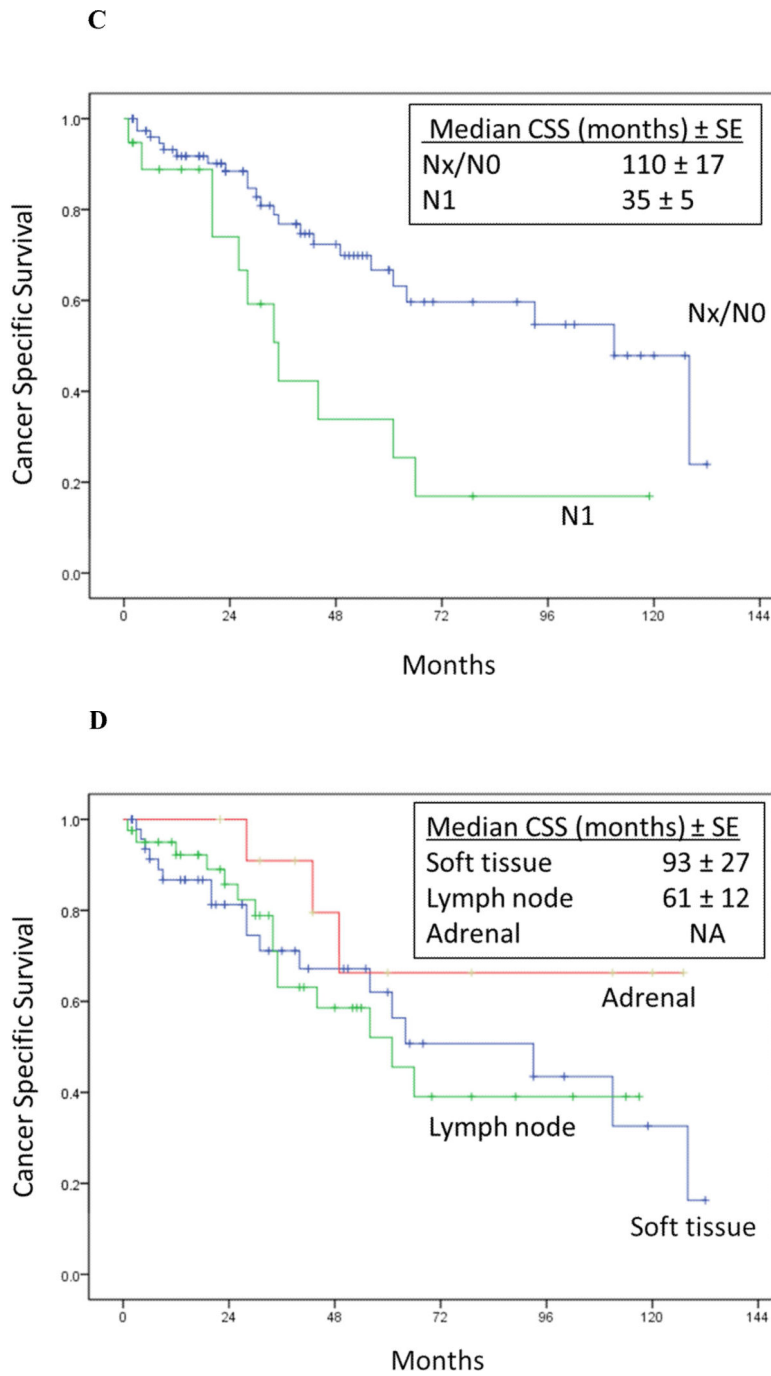 C
Median CSS (months) ± SE
Nx/N0 110 ± 17
N1 35 ± 5
1.0
0.8
0.6
0.4
0.2
0.0
Cancer Specific Survival
Nx/N0
N1
0 24 48 72 96 120 144
Months
D
Median CSS (months) ± SE
Soft tissue 93 ± 27
Lymph node 61 ± 12
Adrenal NA
1.0
0.8
0.6
0.4
0.2
0.0
Cancer Specific Survival
Adrenal
Lymph node
Soft tissue
0 24 48 72 96 120 144
Months